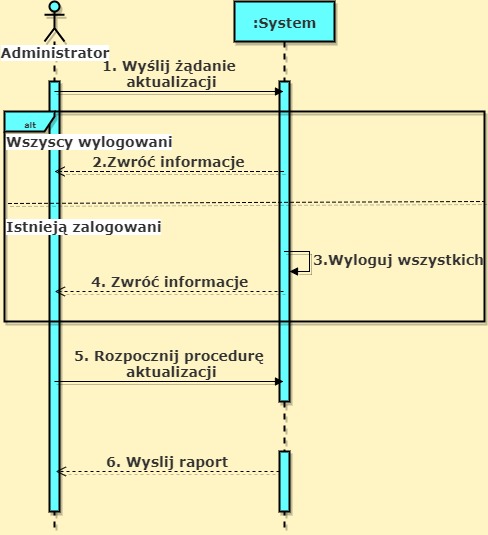 :System
Administrator
1. Wyślij żądanie
aktualizacji
alt
Wszyscy wylogowani
2.Zwróć informacje
Istnieją zalogowani
3.Wyloguj wszystkich
4. Zwróć informacje
5. Rozpocznij procedurę
aktualizacji
6. Wyslij raport